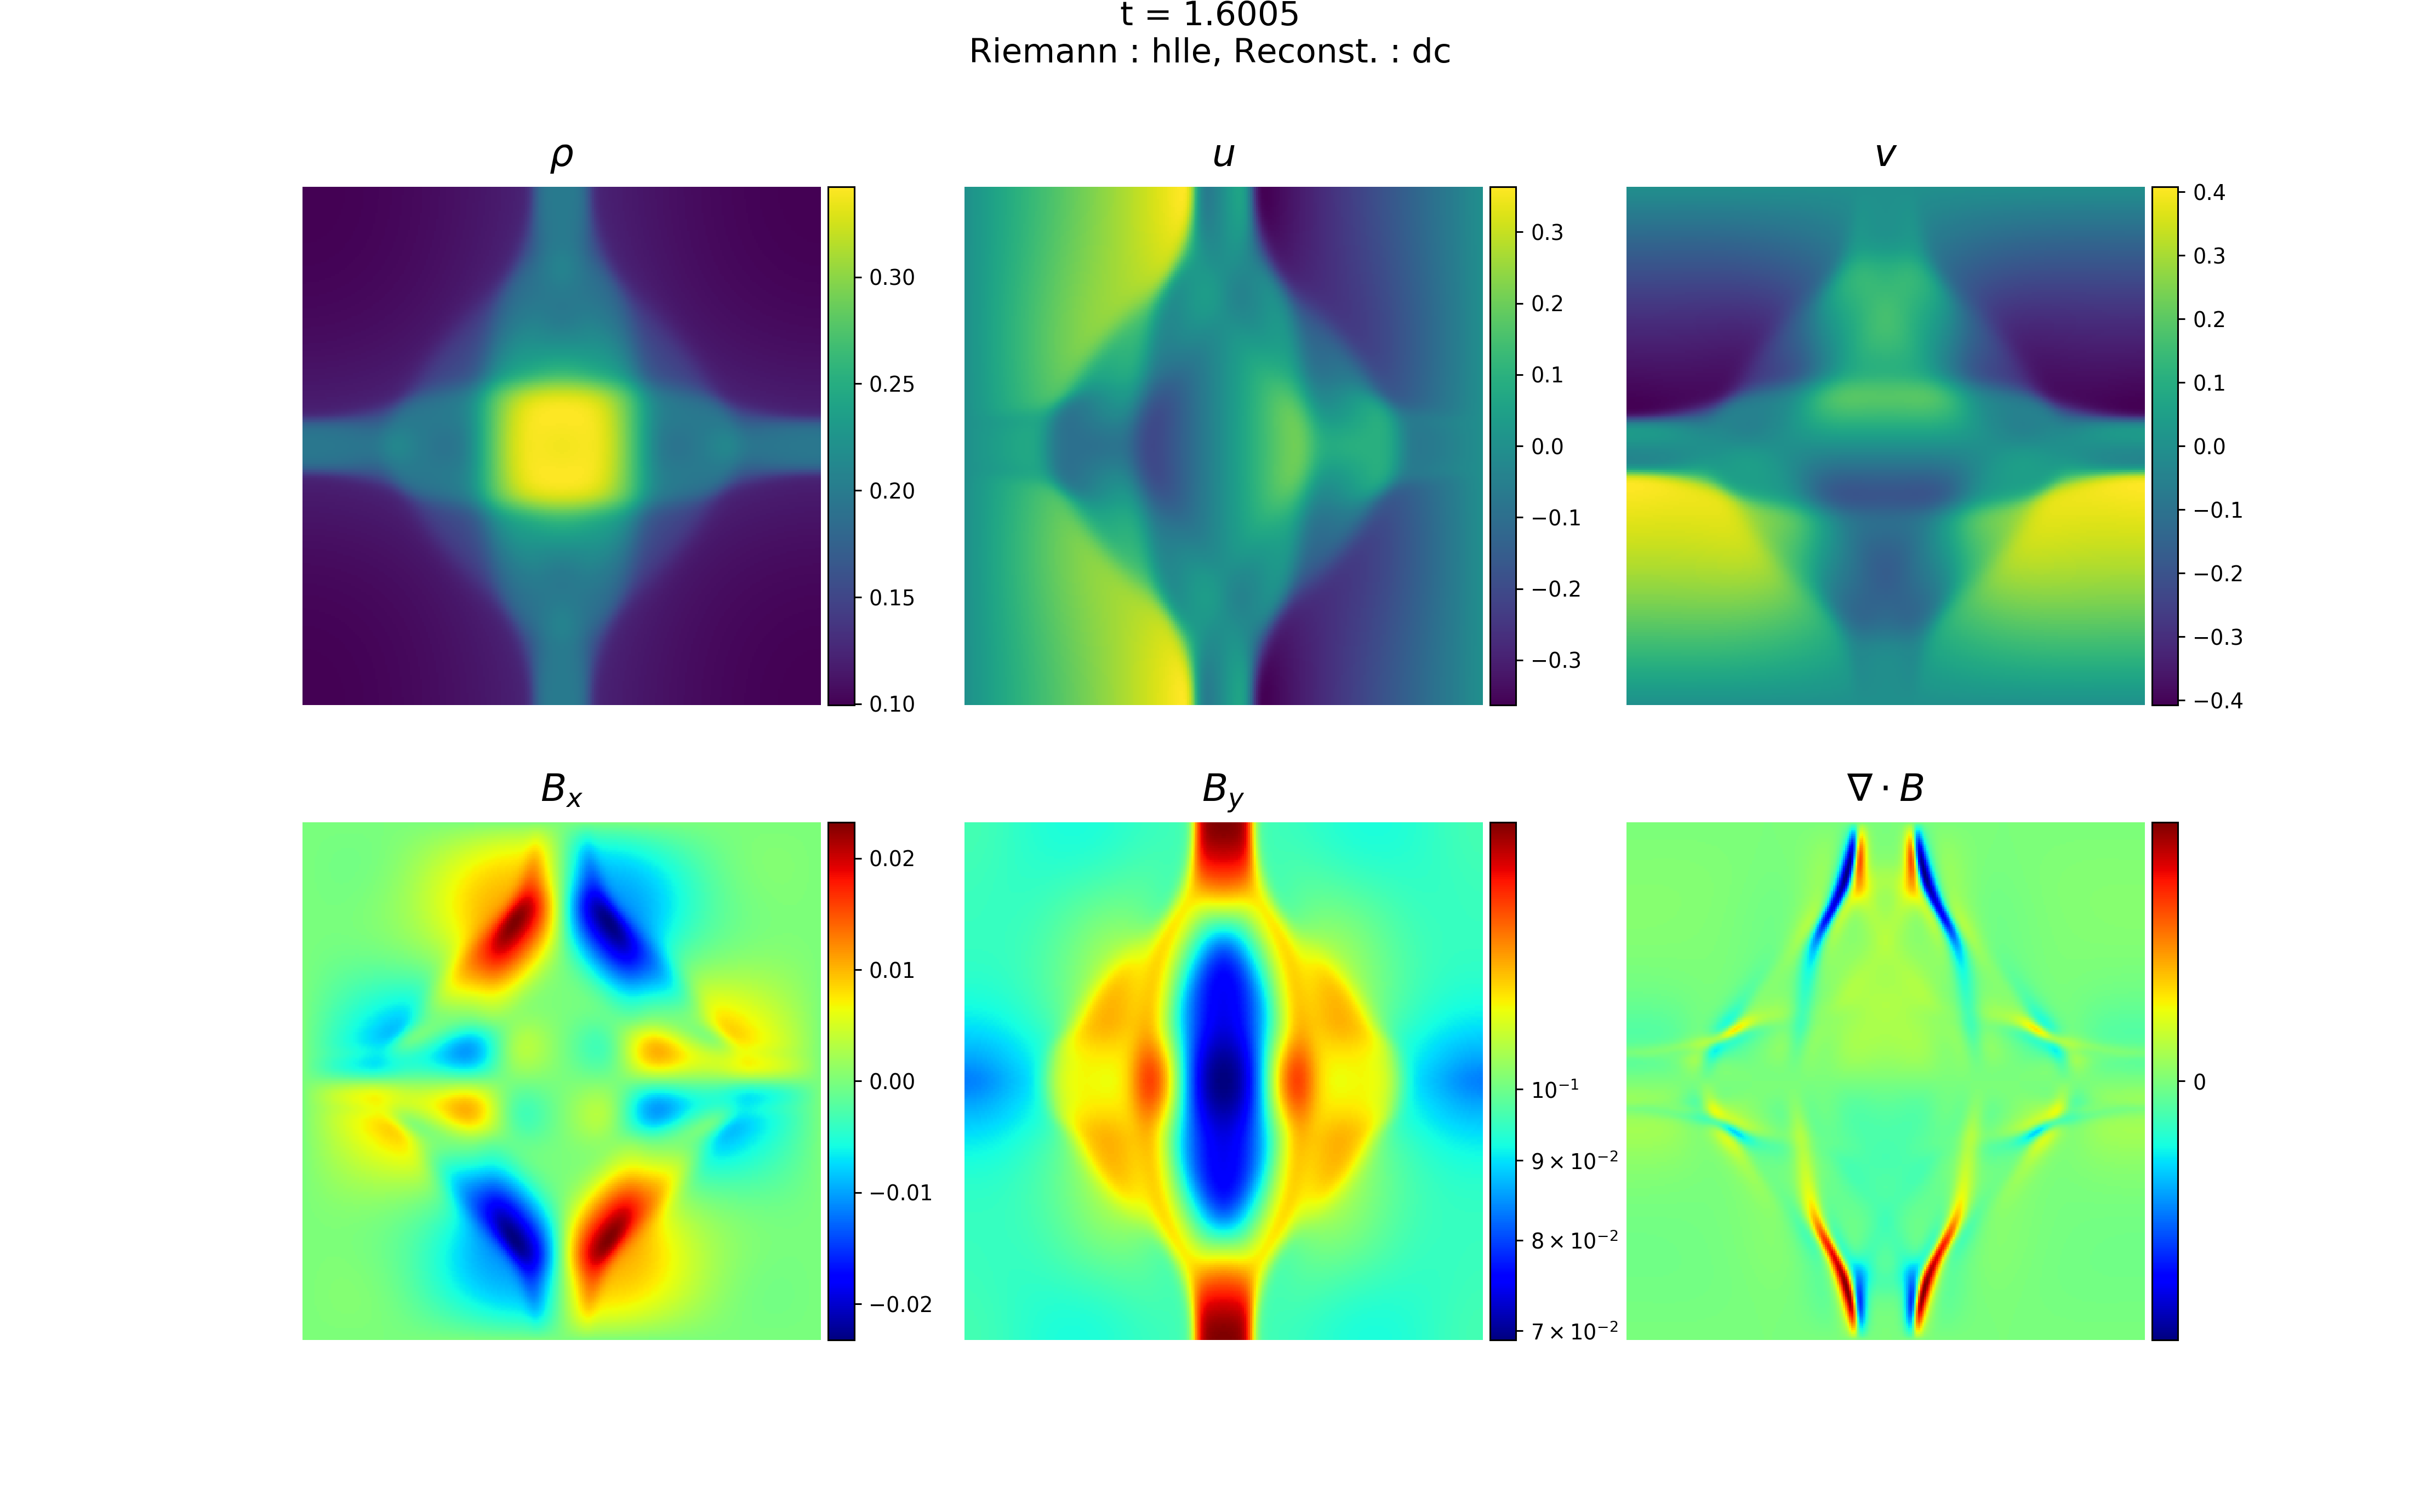 t = 1.6005
Riemann : hlle, Reconst. : dc
ρ
u
v
0.30
0.25
0.20
0.15
0.10
0.3
0.2
0.1
0.0
−0.1
−0.2
−0.3
0.4
0.3
0.2
0.1
0.0
−0.1
−0.2
−0.3
−0.4
Bₓ
B_y
∇ · B
0.02
0.01
0.00
−0.01
−0.02
10⁻¹
9 × 10⁻²
8 × 10⁻²
7 × 10⁻²
0